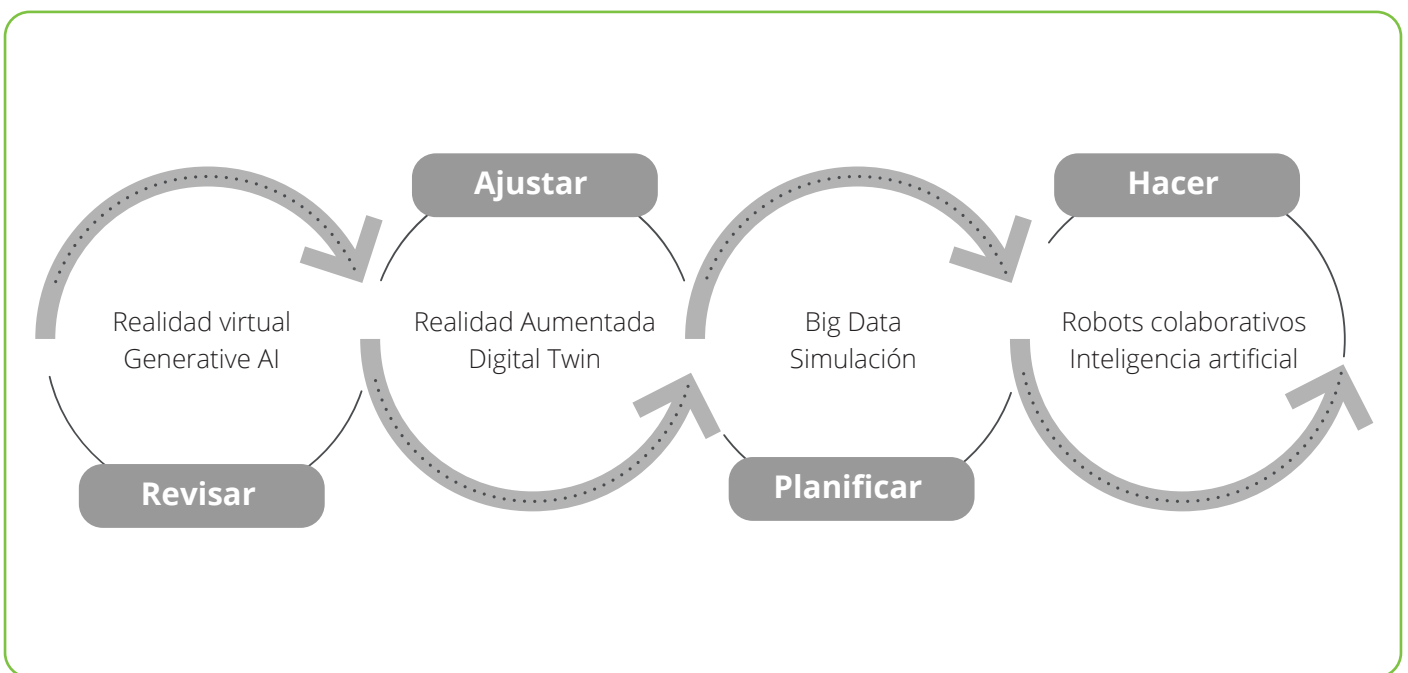 Ajustar
Hacer
Realidad virtual
Generative AI
Realidad Aumentada
Digital Twin
Big Data
Simulación
Robots colaborativos
Inteligencia artificial
Revisar
Planificar